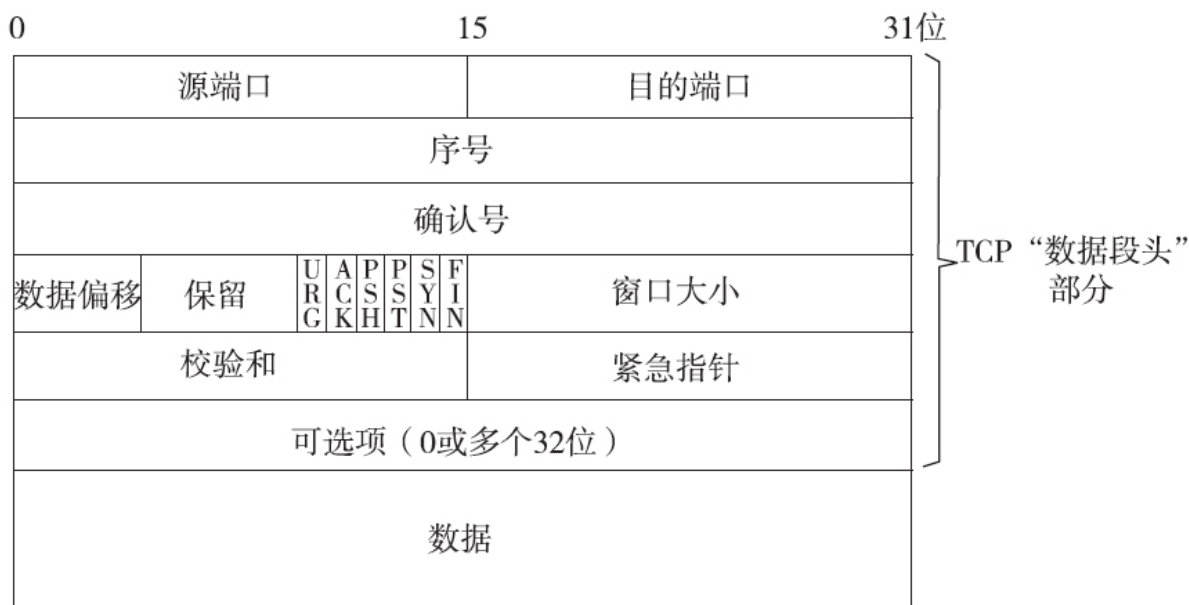 0 15 31位
源端口 目的端口
序号
确认号
数据偏移 保留 URG ACK PSH PST SYN FIN 窗口大小
校验和 紧急指针
可选项（0或多个32位）
数据
TCP“数据段头”
部分